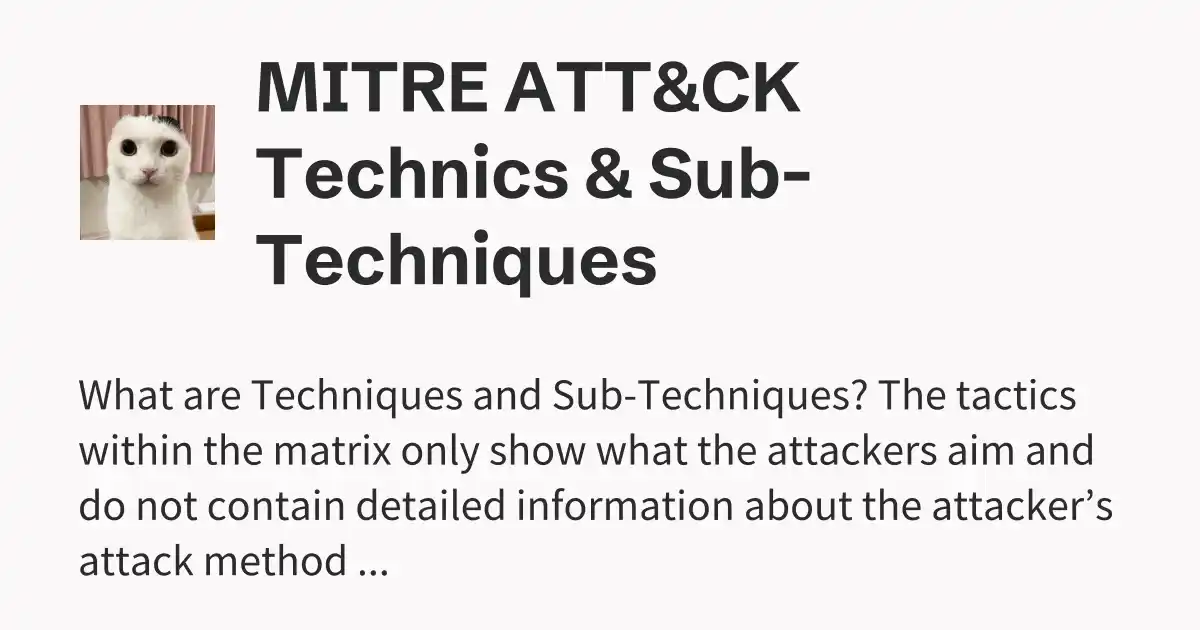 MITRE ATT&CK
Technics & Sub-
Techniques
What are Techniques and Sub-Techniques? The tactics
within the matrix only show what the attackers aim and
do not contain detailed information about the attacker’s
attack method ...